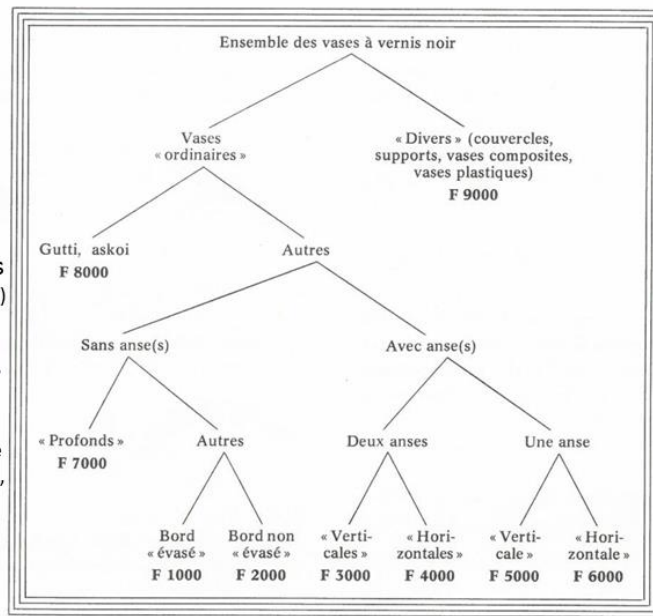 Ensemble des vases à vernis noir
Vases
« ordinaires »
« Divers » (couvercles,
supports, vases composites,
vases plastiques)
F 9000
Gutti, askoi
F 8000
Autres
Sans anse(s)
Avec anse(s)
« Profonds »
F 7000
Autres
Deux anses
Une anse
Bord
« évasé »
F 1000
Bord non
« évasé »
F 2000
« Verti-
cales »
F 3000
« Hori-
zontales »
F 4000
« Verti-
cale »
F 5000
« Hori-
zontale »
F 6000